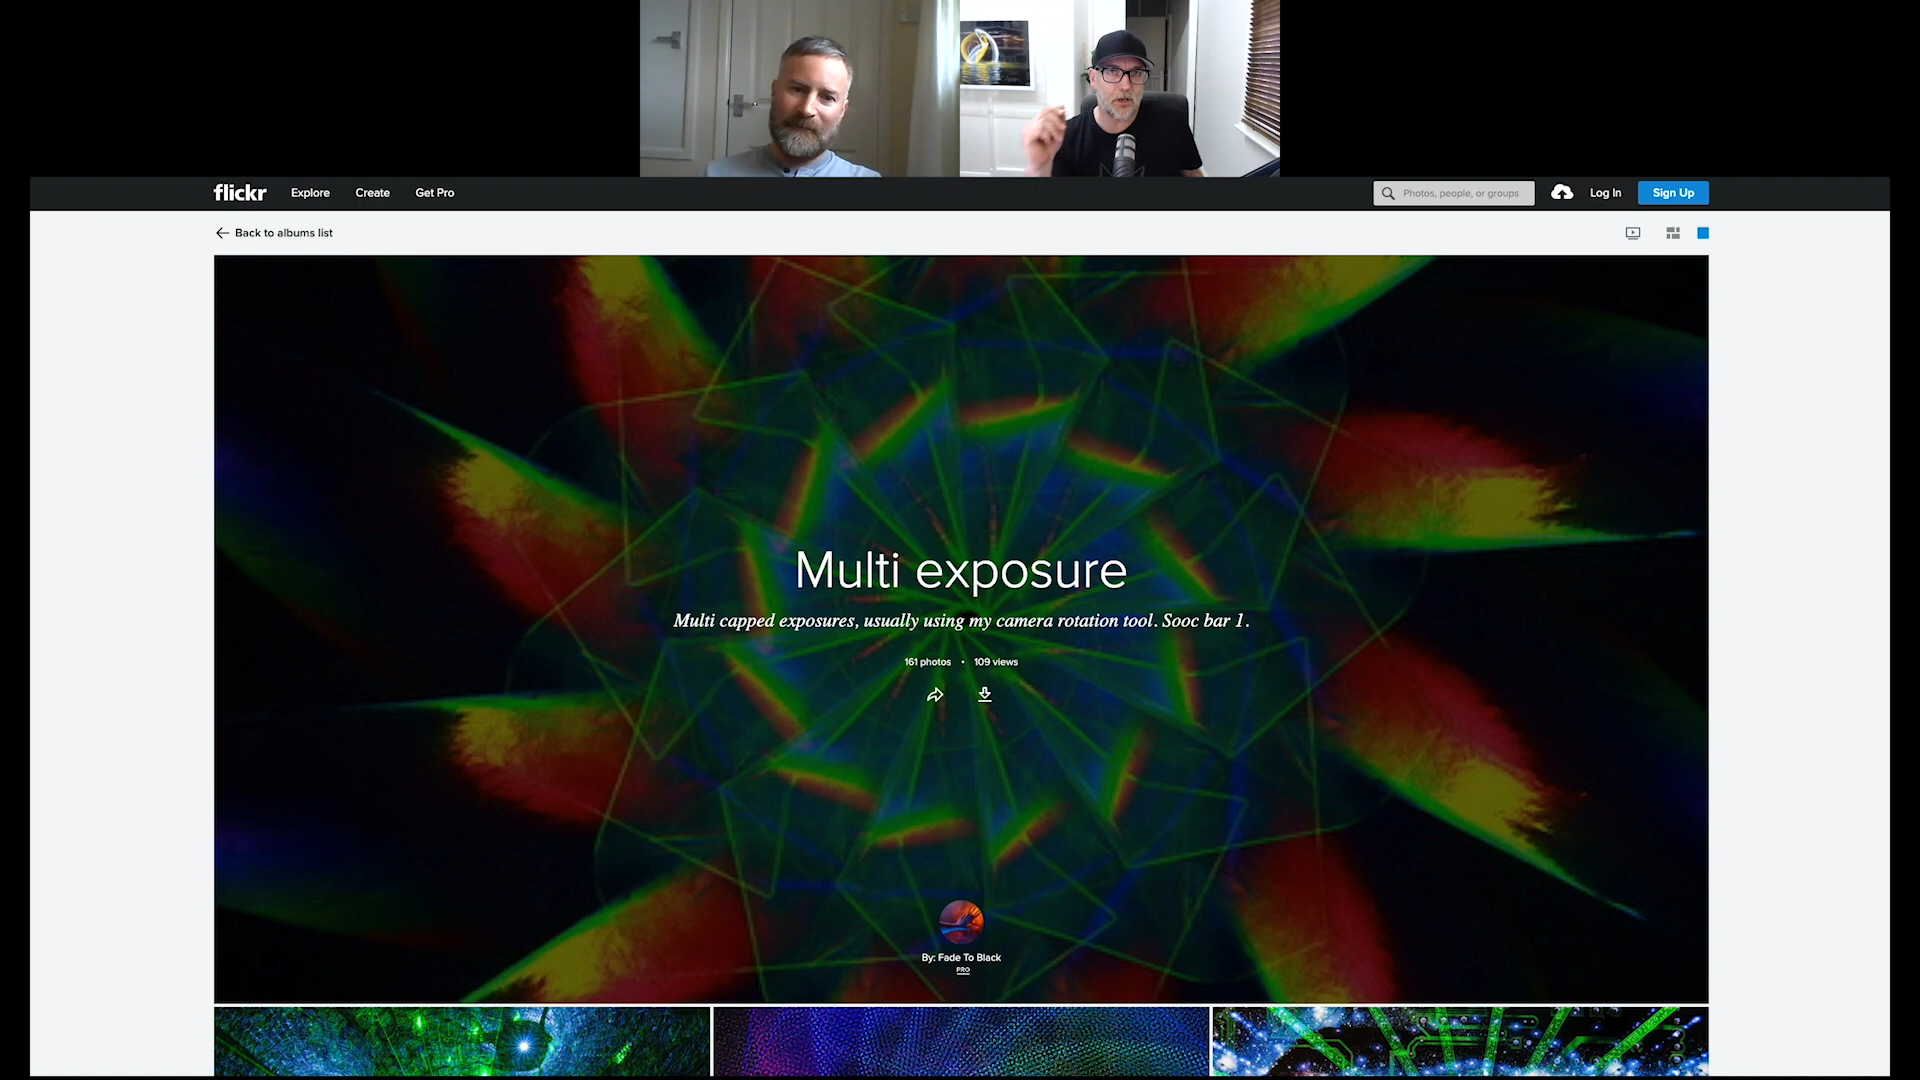 flickr Explore Create Get Pro Photos, people, or groups Log In Sign Up
Back to albums list
Multi exposure
Multi capped exposures, usually using my camera rotation tool. Sooc bar 1.
161 photos • 109 views
By: Fade To Black
PRO